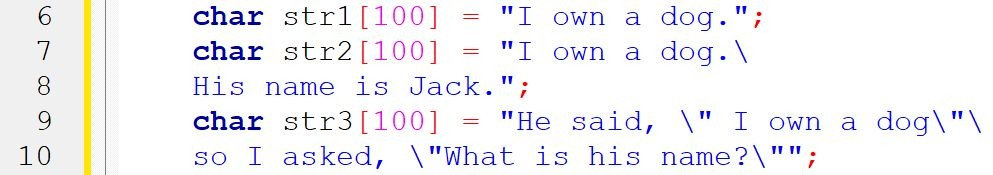 6 char str1[100] = "I own a dog.";
7 char str2[100] = "I own a dog.\
8 His name is Jack.";
9 char str3[100] = "He said, \" I own a dog\"\
10 so I asked, \"What is his name?\"";